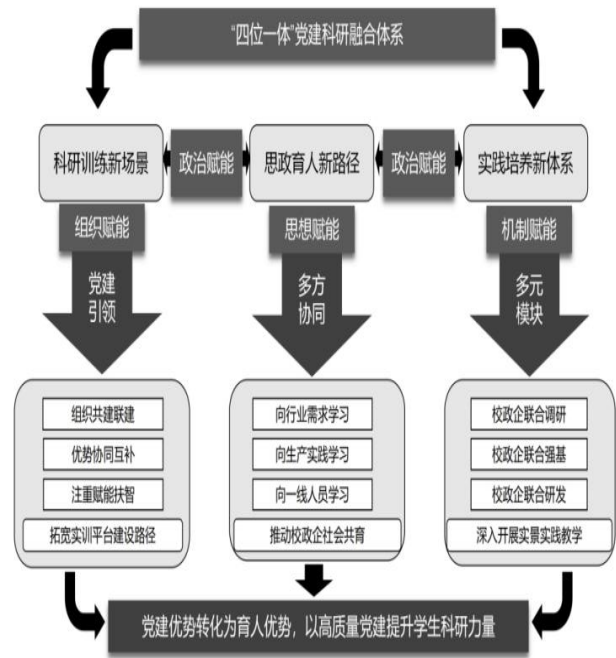 “四位一体”党建科研融合体系
科研训练新场景
政治赋能
思政育人新路径
政治赋能
实践培养新体系
组织赋能
思想赋能
机制赋能
党建
引领
多方
协同
多元
模块
组织共建联建
优势协同互补
注重赋能扶智
拓宽实训平台建设路径
向行业需求学习
向生产实践学习
向一线人员学习
推动校政企社会共育
校政企联合调研
校政企联合强基
校政企联合研发
深入开展实景实践教学
党建优势转化为育人优势，以高质量党建提升学生科研力量